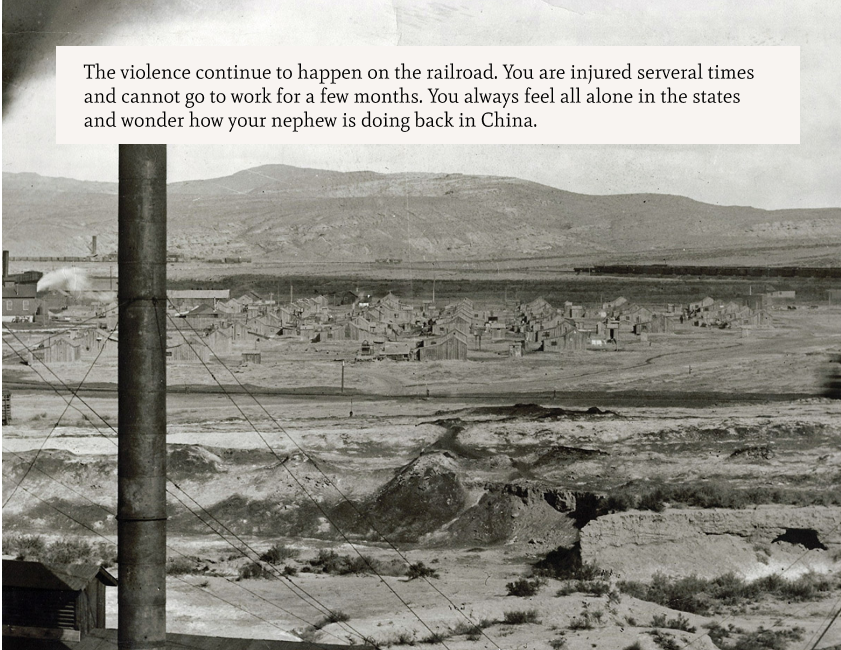 The violence continue to happen on the railroad. You are injured serveral times
and cannot go to work for a few months. You always feel all alone in the states
and wonder how your nephew is doing back in China.